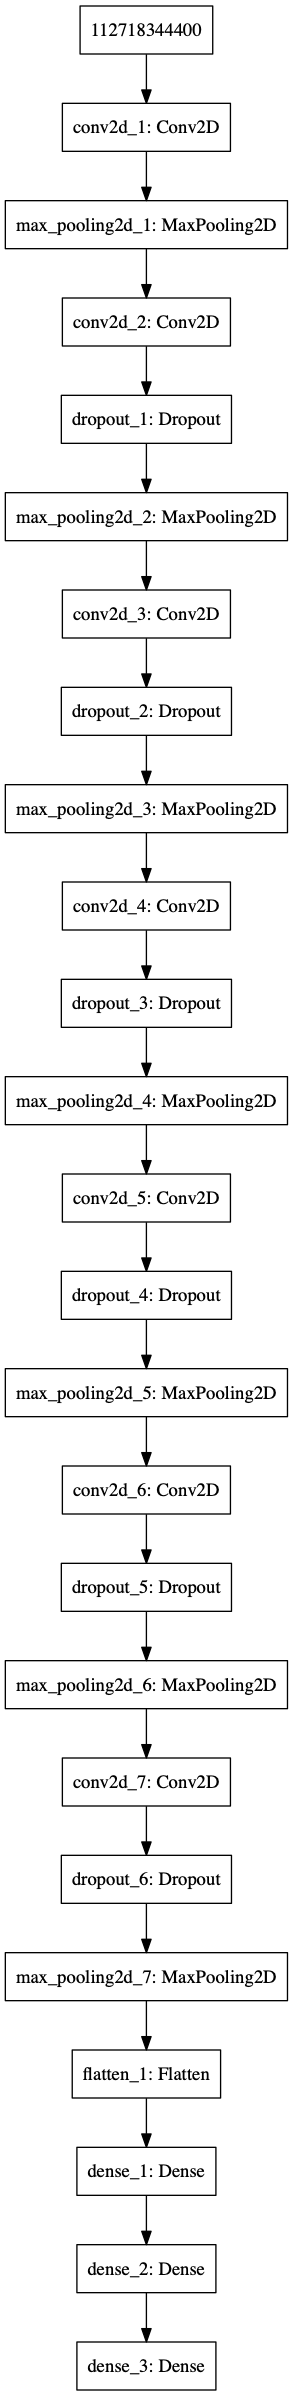 112718344400
conv2d_1: Conv2D
max_pooling2d_1: MaxPooling2D
conv2d_2: Conv2D
dropout_1: Dropout
max_pooling2d_2: MaxPooling2D
conv2d_3: Conv2D
dropout_2: Dropout
max_pooling2d_3: MaxPooling2D
conv2d_4: Conv2D
dropout_3: Dropout
max_pooling2d_4: MaxPooling2D
conv2d_5: Conv2D
dropout_4: Dropout
max_pooling2d_5: MaxPooling2D
conv2d_6: Conv2D
dropout_5: Dropout
max_pooling2d_6: MaxPooling2D
conv2d_7: Conv2D
dropout_6: Dropout
max_pooling2d_7: MaxPooling2D
flatten_1: Flatten
dense_1: Dense
dense_2: Dense
dense_3: Dense